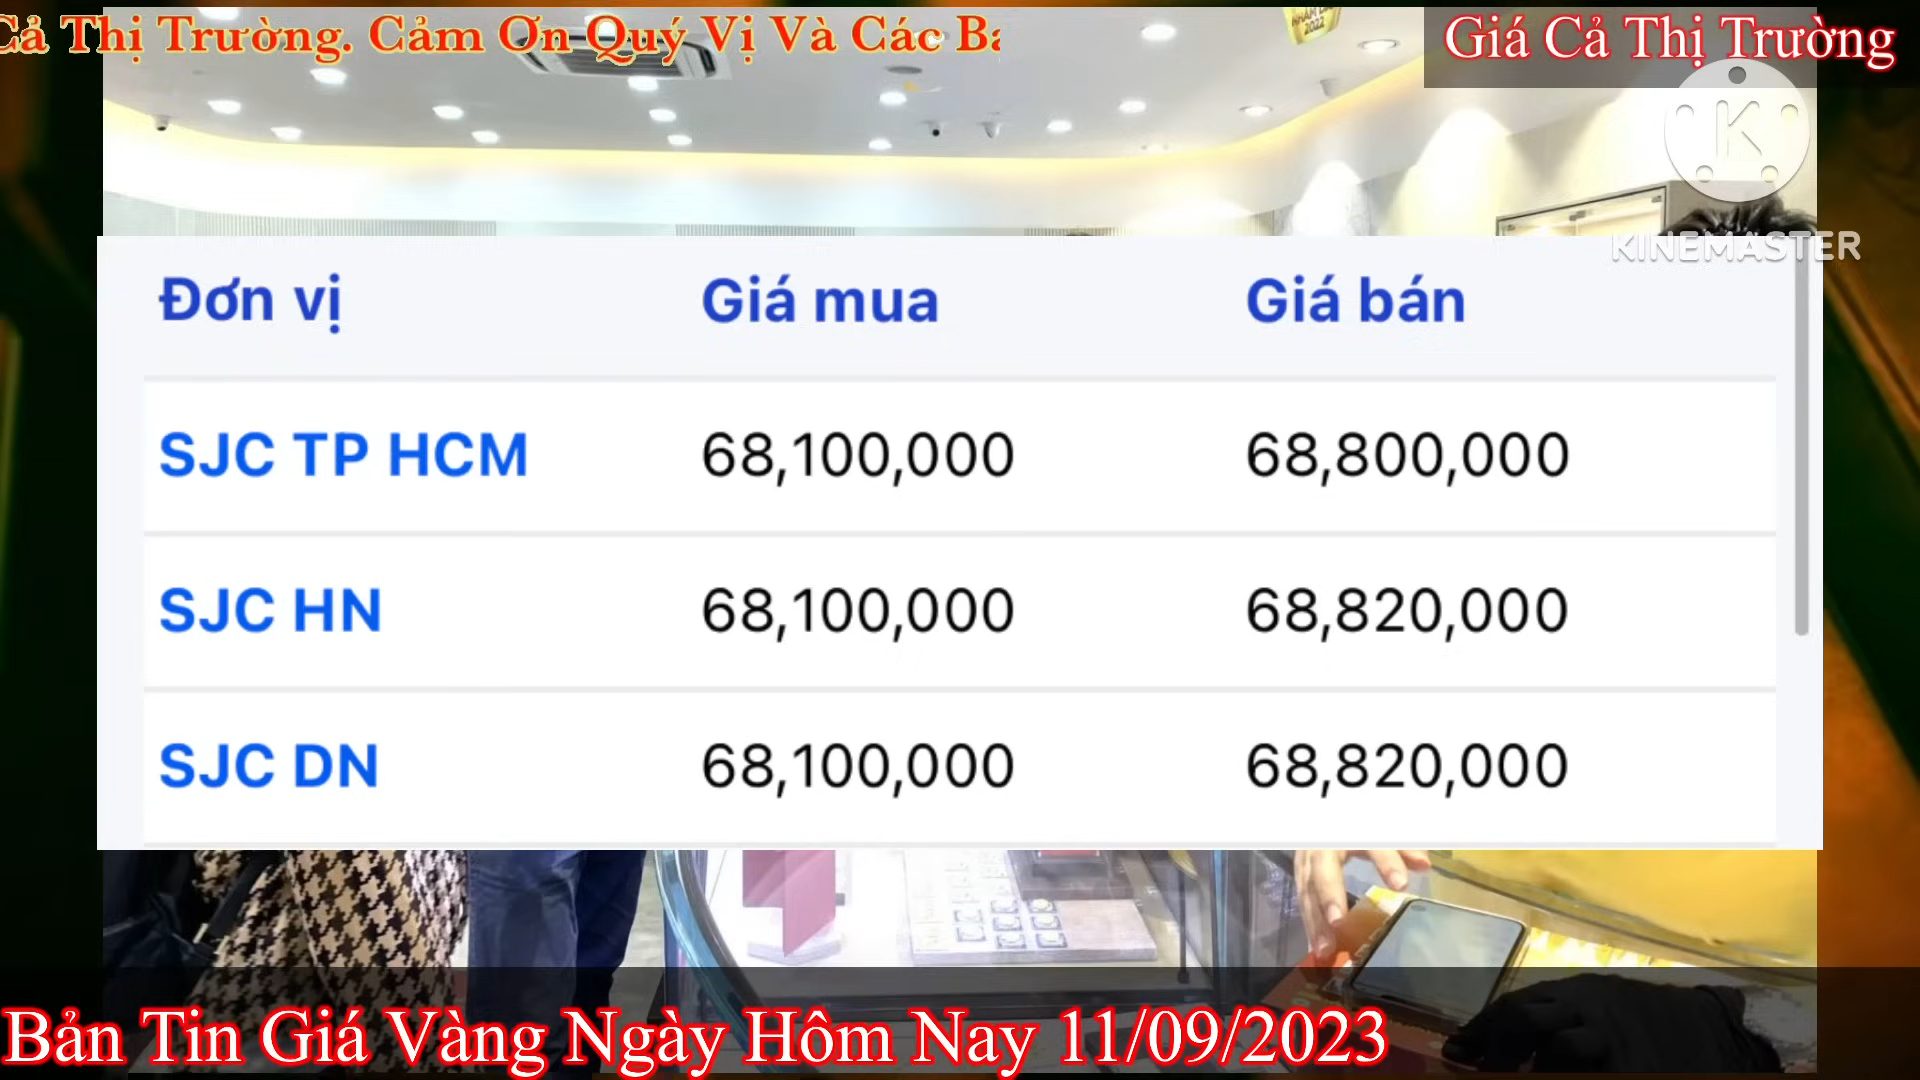 Cả Thị Trường. Cảm Ơn Quý Vị Và Các
Giá Cả Thị Trường
2022
K
KINEMASTER
Đơn vị Giá mua Giá bán
SJC TP HCM 68,100,000 68,800,000
SJC HN 68,100,000 68,820,000
SJC DN 68,100,000 68,820,000
Bản Tin Giá Vàng Ngày Hôm Nay 11/09/2023